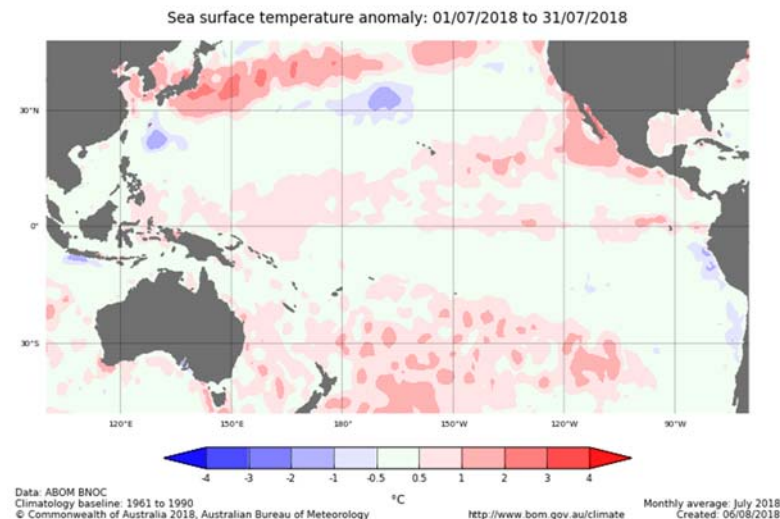 Sea surface temperature anomaly: 01/07/2018 to 31/07/2018
30°N
0°
30°S
120°E 150°E 180° 150°W 120°W 90°W
-4 -3 -2 -1 -0.5 0.5 1 2 3 4
°C
Data: ABOM BNOC
Climatology baseline: 1961 to 1990
© Commonwealth of Australia 2018, Australian Bureau of Meteorology
http://www.bom.gov.au/climate
Monthly average: July 2018
Created: 06/08/2018